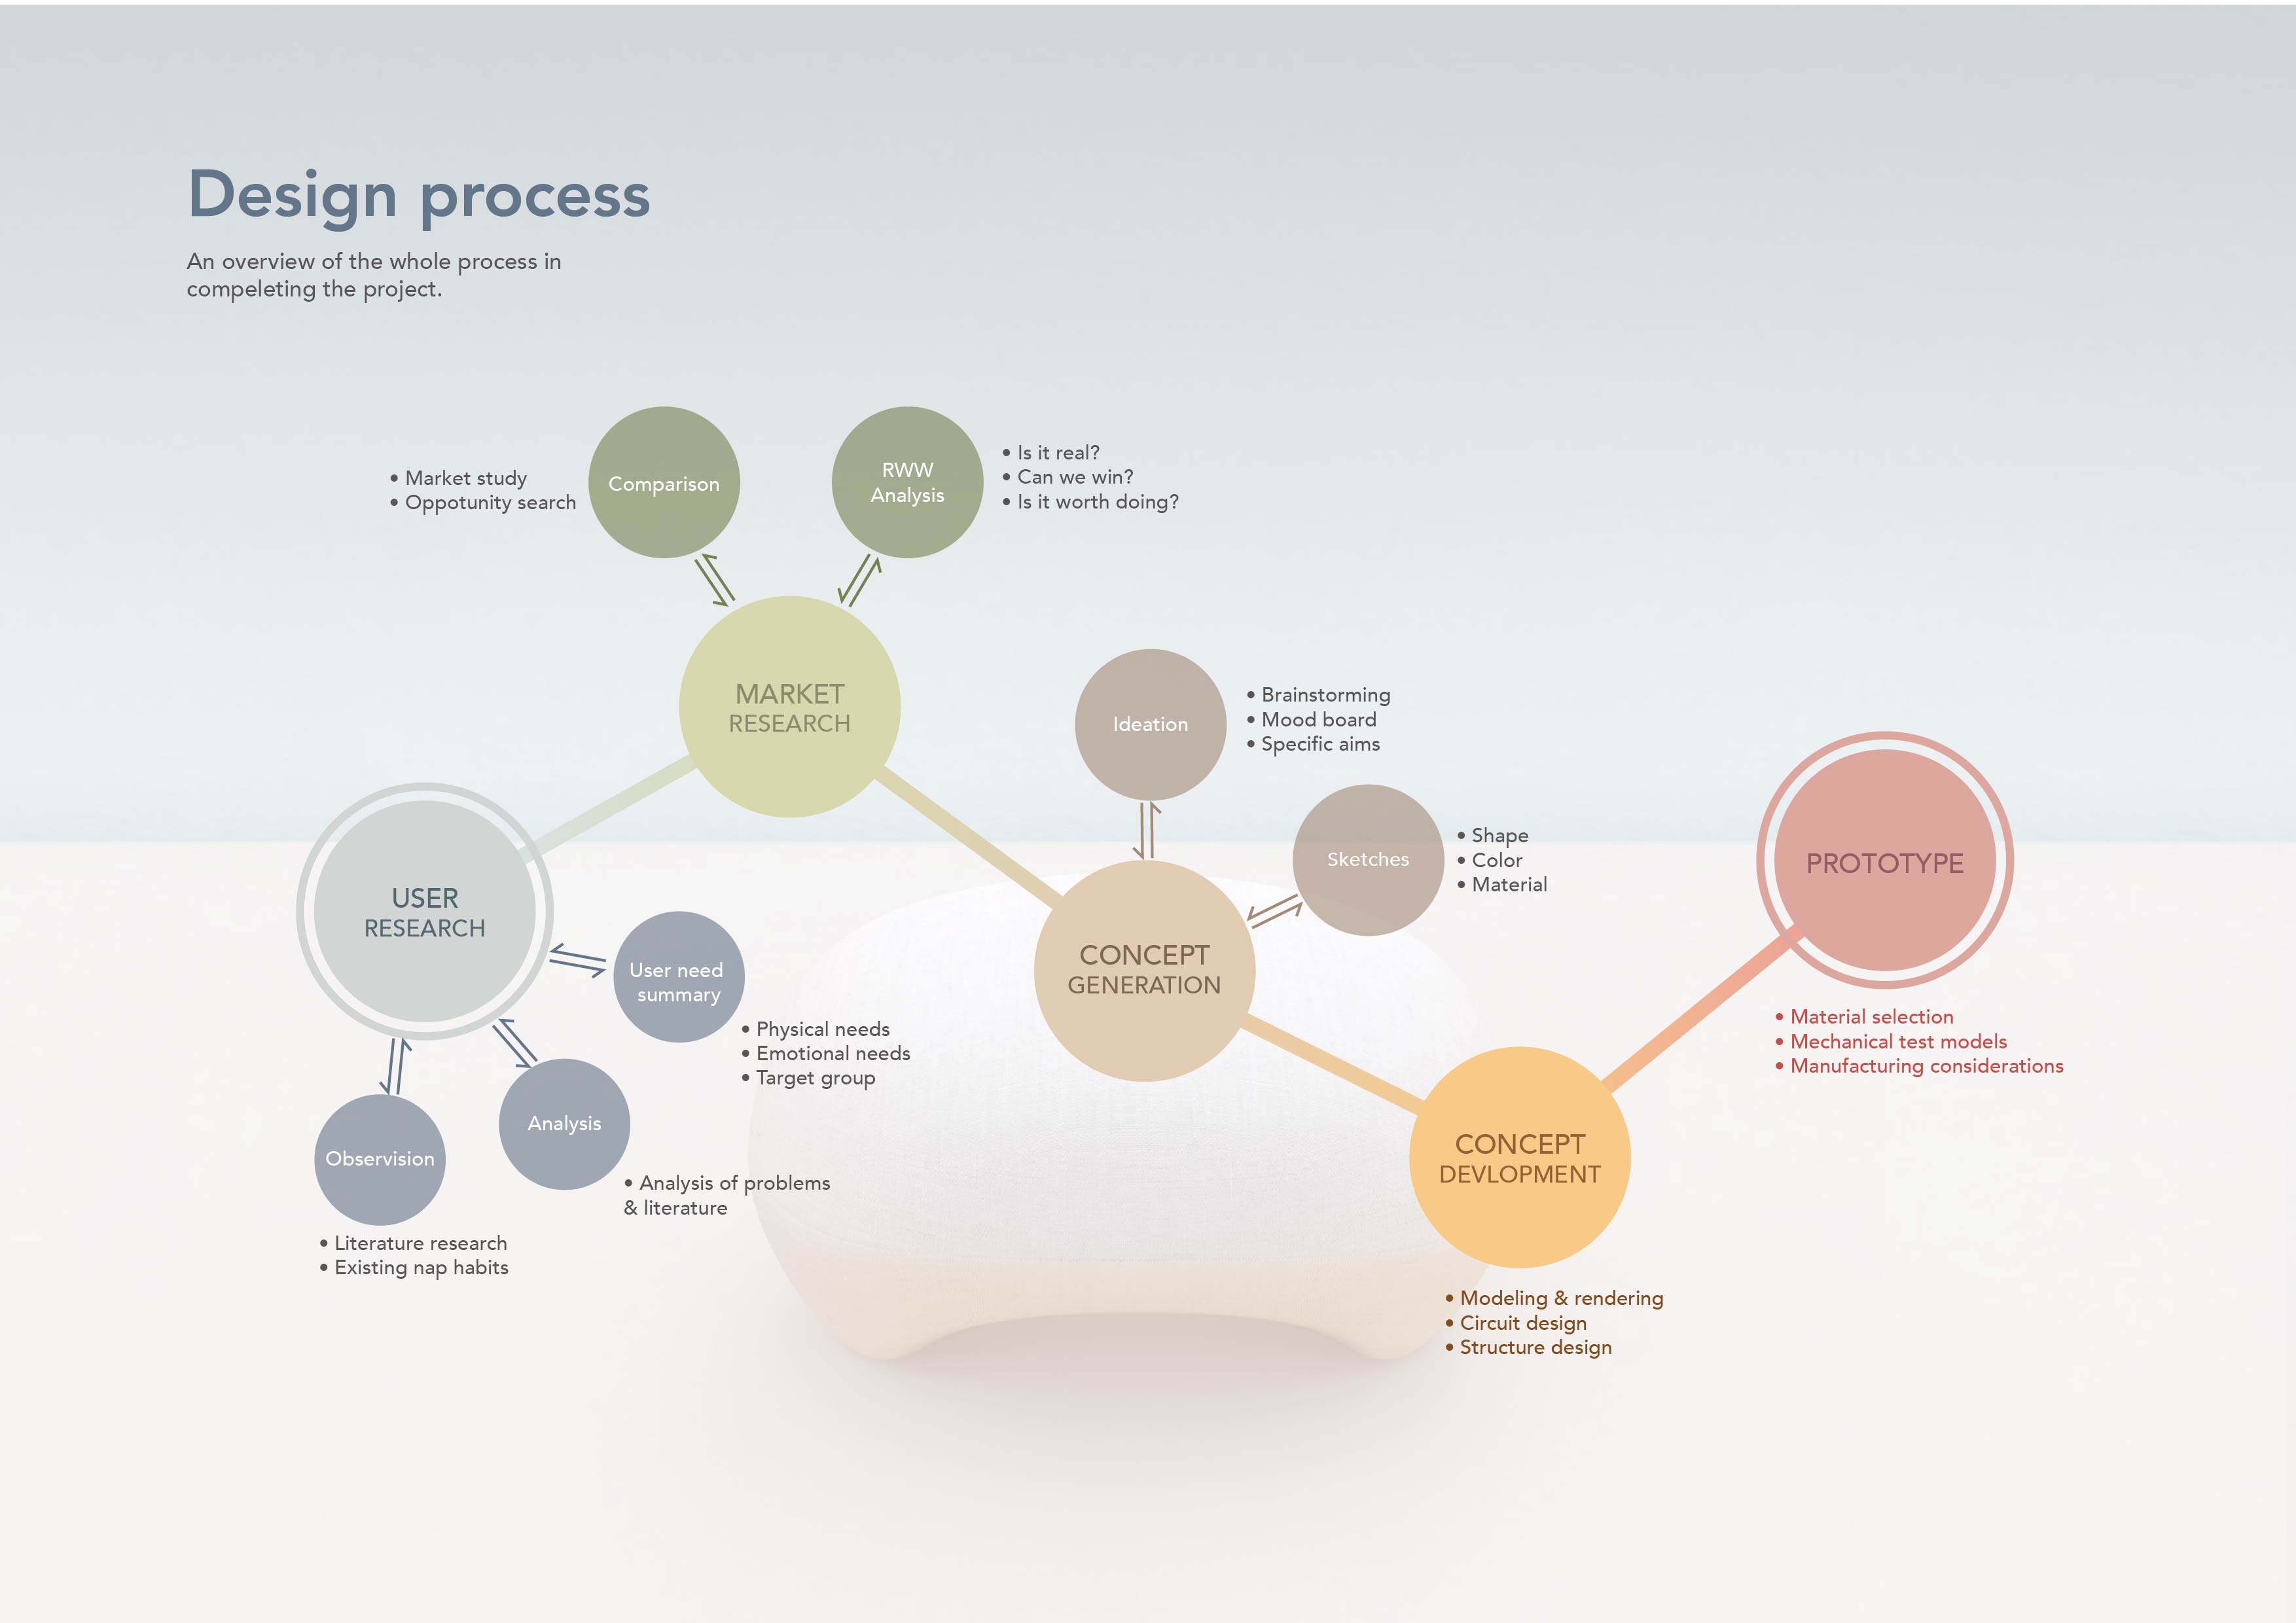 Design process
An overview of the whole process in
compeleting the project.
• Market study
• Oppotunity search
Comparison
RWW
Analysis
• Is it real?
• Can we win?
• Is it worth doing?
MARKET
RESEARCH
Ideation
• Brainstorming
• Mood board
• Specific aims
Sketches
• Shape
• Color
• Material
USER
RESEARCH
User need
summary
• Physical needs
• Emotional needs
• Target group
Analysis
• Analysis of problems
& literature
Observision
• Literature research
• Existing nap habits
CONCEPT
GENERATION
CONCEPT
DEVLOPMENT
• Modeling & rendering
• Circuit design
• Structure design
PROTOTYPE
• Material selection
• Mechanical test models
• Manufacturing considerations